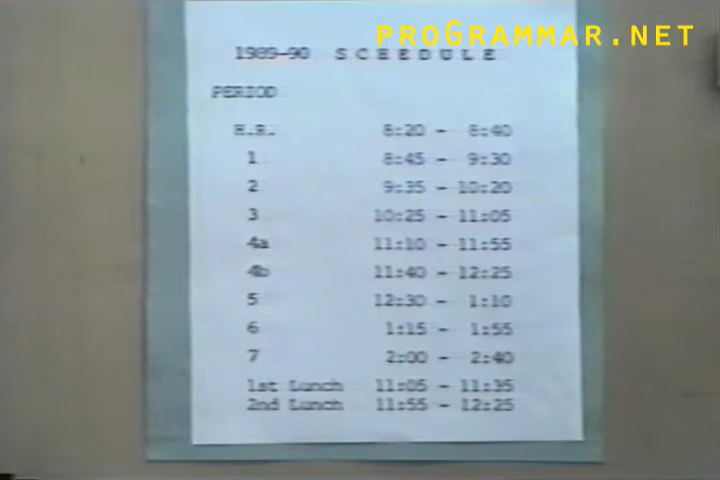 PROGRAMMAR.NET
1989-90 SCHEDULE
PERIOD
H.R. 8:20 - 8:40
1 8:45 - 9:30
2 9:35 - 10:20
3 10:25 - 11:05
4a 11:10 - 11:55
4b 11:40 - 12:25
5 12:30 - 1:10
6 1:15 - 1:55
7 2:00 - 2:40
1st Lunch 11:05 - 11:35
2nd Lunch 11:55 - 12:25